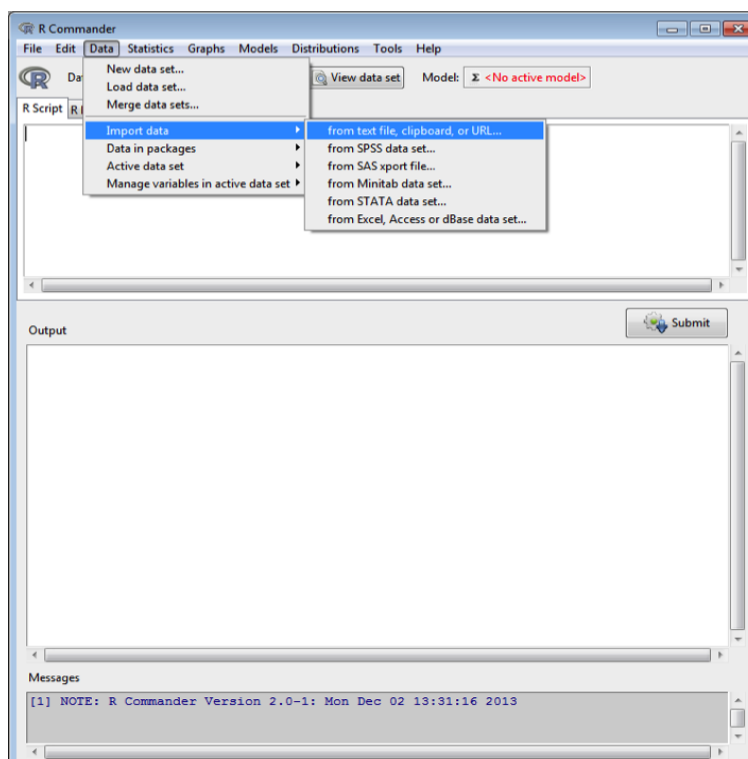 R Commander
File Edit Data Statistics Graphs Models Distributions Tools Help
New data set...
Load data set...
Merge data sets...
Import data
Data in packages
Active data set
Manage variables in active data set
from text file, clipboard, or URL...
from SPSS data set...
from SAS xport file...
from Minitab data set...
from STATA data set...
from Excel, Access or dBase data set...
R Da View data set Model: Σ <No active model>
R Script R
Output
Submit
Messages
[1] NOTE: R Commander Version 2.0-1: Mon Dec 02 13:31:16 2013